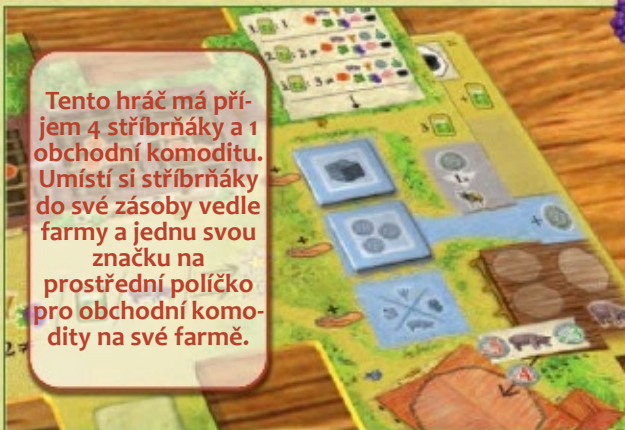 Tento hráč má pří-
jem 4 stříbrňáky a 1
obchodní komoditu.
Umístí si stříbrňáky
do své zásoby vedle
farmy a jednu svou
značku na
prostřední políčko
pro obchodní komo-
dity na své farmě.